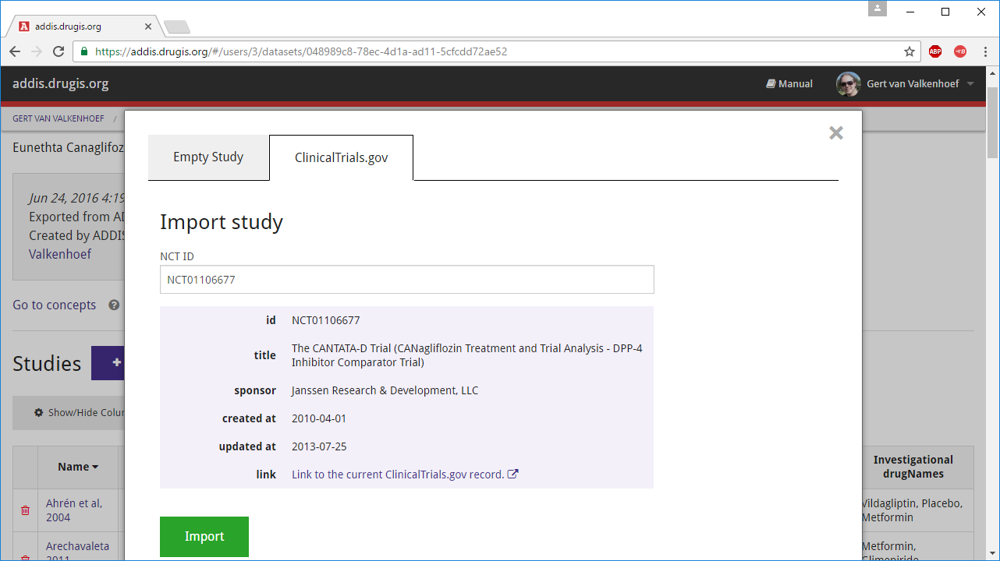 addis.drugis.org
https://addis.drugis.org/#/users/3/datasets/048989c8-78ec-4d1a-ad11-5cfcdd72ae52
ABP
addis.drugis.org
Manual
Gert van Valkenhoef
GERT VAN VALKENHOEF /
Eunethta Canaglifoz
Jun 24, 2016 4:19
Exported from AD
Created by ADDIS
Valkenhoef
Go to concepts ?
Studies +
Show/Hide Colu
Name
Ahrén et al,
2004
Arechavaleta
2011
Empty Study
ClinicalTrials.gov
Import study
NCT ID
NCT01106677
id NCT01106677
title The CANTATA-D Trial (CANagliflozin Treatment and Trial Analysis - DPP-4
Inhibitor Comparator Trial)
sponsor Janssen Research & Development, LLC
created at 2010-04-01
updated at 2013-07-25
link Link to the current ClinicalTrials.gov record.
Import
Investigational
drugNames
Vildagliptin, Placebo,
Metformin
Metformin,
Glimepiride